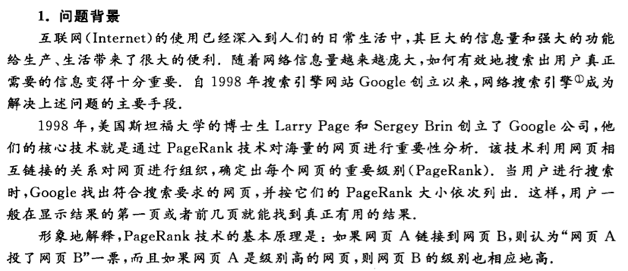 1. 问题背景
互联网(Internet)的使用已经深入到人们的日常生活中,其巨大的信息量和强大的功能
给生产、生活带来了很大的便利. 随着网络信息量越来越庞大,如何有效地搜索出用户真正
需要的信息变得十分重要. 自 1998 年搜索引擎网站 Google 创立以来,网络搜索引擎①成为
解决上述问题的主要手段.
1998 年,美国斯坦福大学的博士生 Larry Page 和 Sergey Brin 创立了 Google 公司,他
们的核心技术就是通过 PageRank 技术对海量的网页进行重要性分析. 该技术利用网页相
互链接的关系对网页进行组织,确定出每个网页的重要级别(PageRank). 当用户进行搜索
时,Google 找出符合搜索要求的网页,并按它们的 PageRank 大小依次列出. 这样,用户一
般在显示结果的第一页或者前几页就能找到真正有用的结果.
形象地解释,PageRank 技术的基本原理是: 如果网页 A 链接到网页 B,则认为“网页 A
投了网页 B”一票,而且如果网页 A 是级别高的网页,则网页 B 的级别也相应地高.